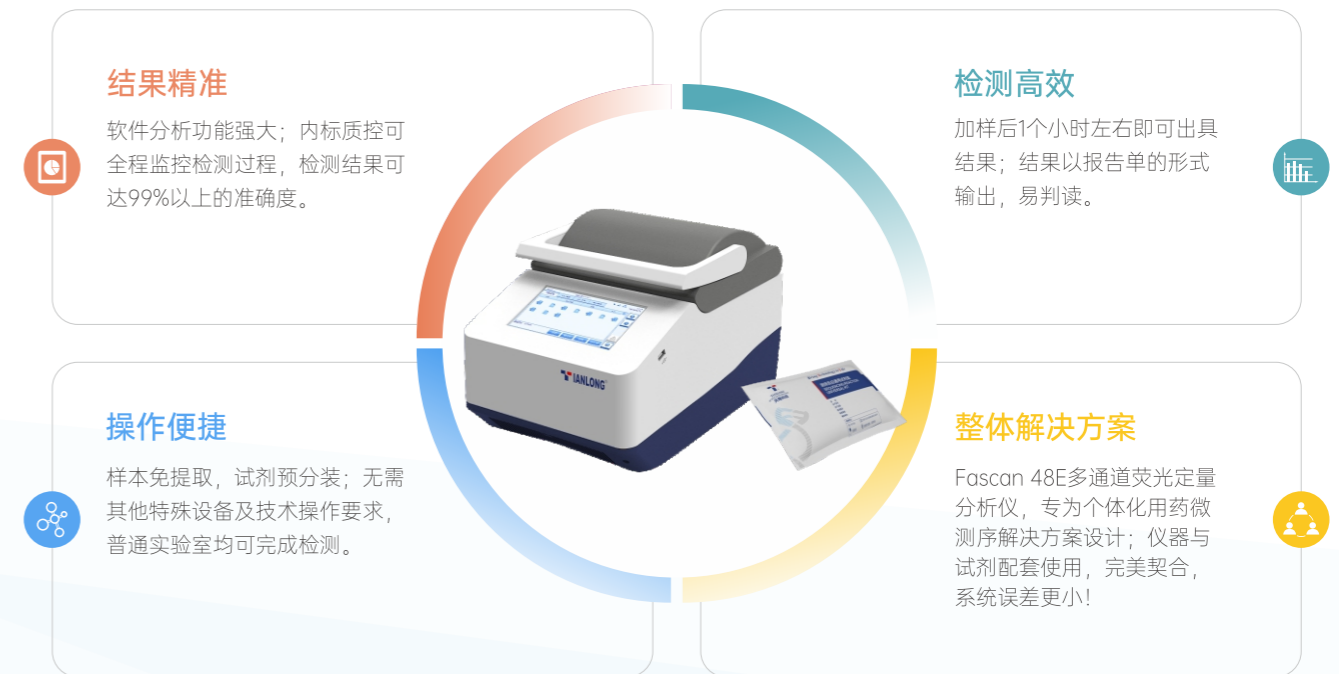 结果精准
软件分析功能强大；内标质控可
全程监控检测过程，检测结果可
达99%以上的准确度。
检测高效
加样后1个小时左右即可出具
结果；结果以报告单的形式
输出，易判读。
TIANLONG
操作便捷
样本免提取，试剂预分装；无需
其他特殊设备及技术操作要求，
普通实验室均可完成检测。
整体解决方案
Fascan 48E多通道荧光定量
分析仪，专为个体化用药微
测序解决方案设计；仪器与
试剂配套使用，完美契合，
系统误差更小！